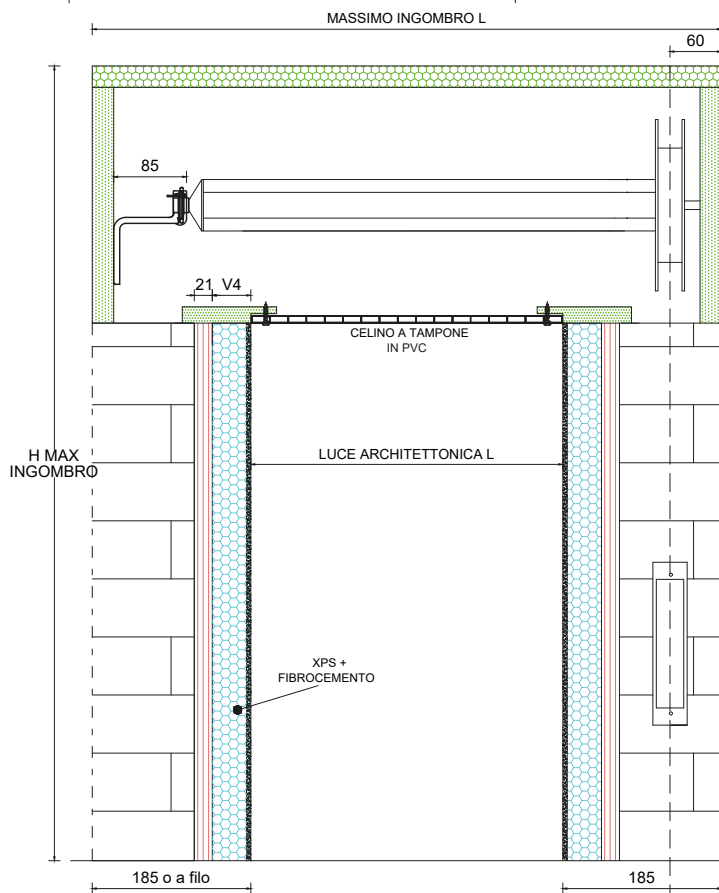 MASSIMO INGOMBRO L
60
85
21
V4
CELINO A TAMPONE
IN PVC
H MAX
INGOMBRO
LUCE ARCHITETTONICA L
XPS +
FIBROCEMENTO
185 o a filo
185